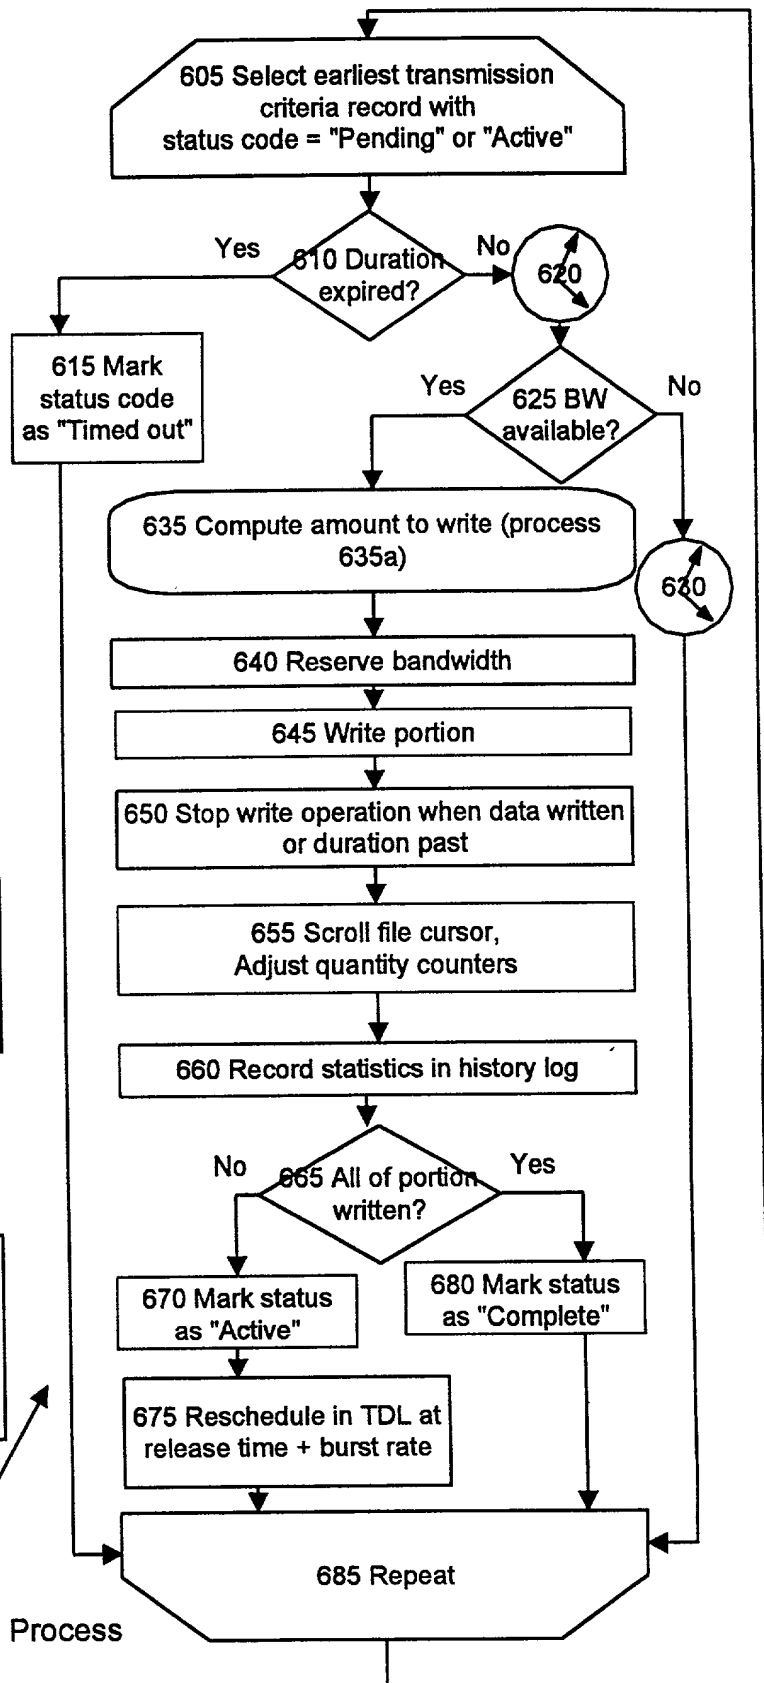 605 Select earliest transmission
criteria record with
status code = "Pending" or "Active"
Yes
610 Duration
expired?
No
620
615 Mark
status code
as "Timed out"
Yes
625 BW
available?
No
635 Compute amount to write (process
635a)
630
640 Reserve bandwidth
645 Write portion
650 Stop write operation when data written
or duration past
655 Scroll file cursor,
Adjust quantity counters
660 Record statistics in history log
No
665 All of portion
written?
Yes
670 Mark status
as "Active"
680 Mark status
as "Complete"
675 Reschedule in TDL at
release time + burst rate
685 Repeat
Process